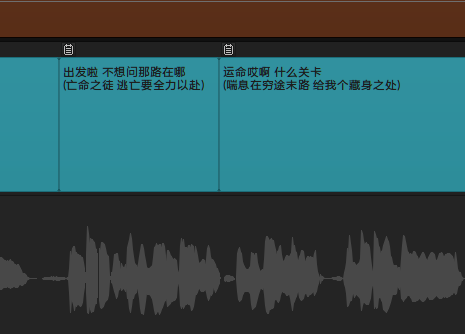 出发啦 不想问那路在哪
(亡命之徒 逃亡要全力以赴)
运命哎啊 什么关卡
(喘息在穷途末路 给我个藏身之处)